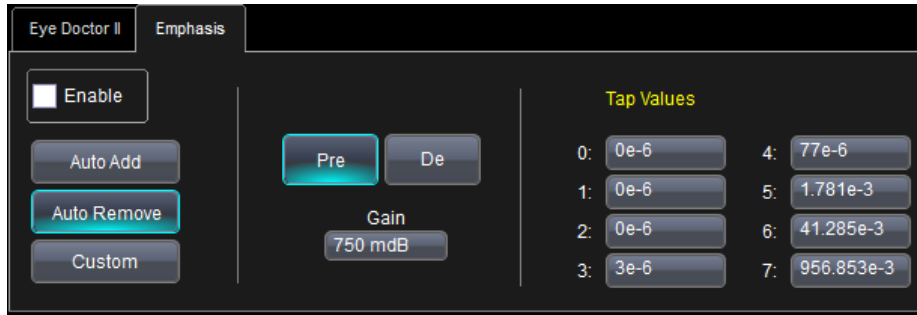 Eye Doctor II
Emphasis
Enable
Auto Add
Auto Remove
Custom
Pre
De
Gain
750 mdB
Tap Values
0: 0e-6
1: 0e-6
2: 0e-6
3: 3e-6
4: 77e-6
5: 1.781e-3
6: 41.285e-3
7: 956.853e-3